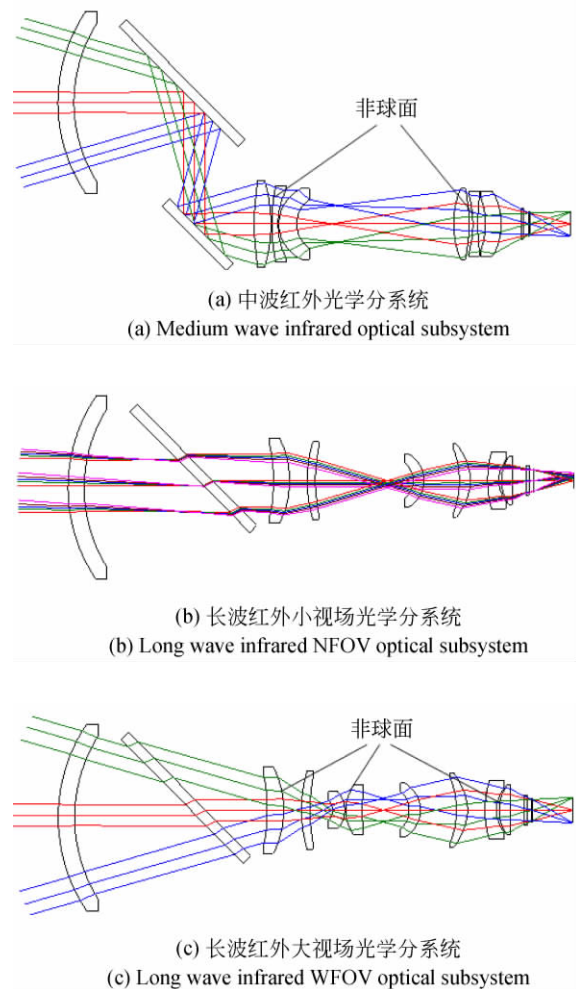 非球面
(a) 中波红外光学分系统
(a) Medium wave infrared optical subsystem
(b) 长波红外小视场光学分系统
(b) Long wave infrared NFOV optical subsystem
非球面
(c) 长波红外大视场光学分系统
(c) Long wave infrared WFOV optical subsystem